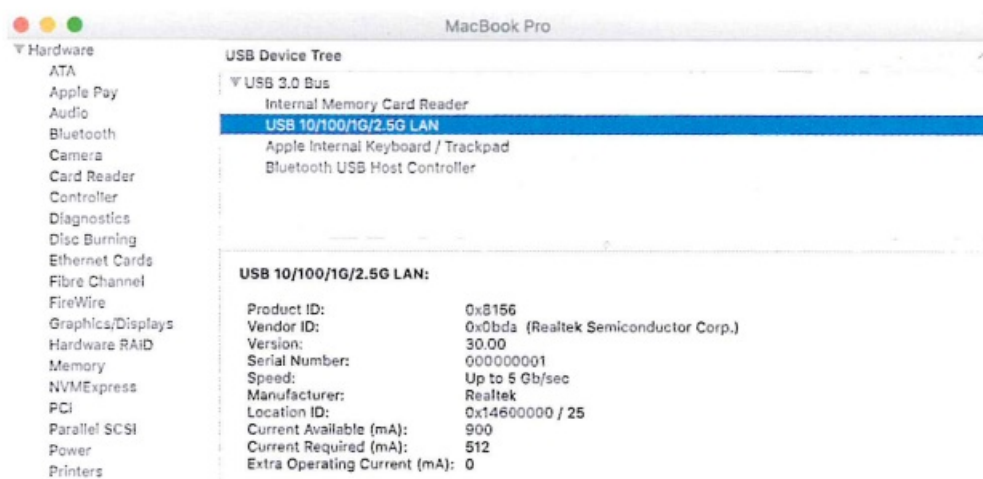 MacBook Pro
Hardware
ATA
Apple Pay
Audio
Bluetooth
Camera
Card Reader
Controller
Diagnostics
Disc Burning
Ethernet Cards
Fibre Channel
FireWire
Graphics/Displays
Hardware RAID
Memory
NVMExpress
PCI
Parallel SCSI
Power
Printers
USB Device Tree
USB 3.0 Bus
Internal Memory Card Reader
USB 10/100/1G/2.5G LAN
Apple Internal Keyboard / Trackpad
Bluetooth USB Host Controller
USB 10/100/1G/2.5G LAN:
Product ID: 0x8156
Vendor ID: 0x0bda (Realtek Semiconductor Corp.)
Version: 30.00
Serial Number: 000000001
Speed: Up to 5 Gb/sec
Manufacturer: Realtek
Location ID: 0x14600000 / 25
Current Available (mA): 900
Current Required (mA): 512
Extra Operating Current (mA): 0